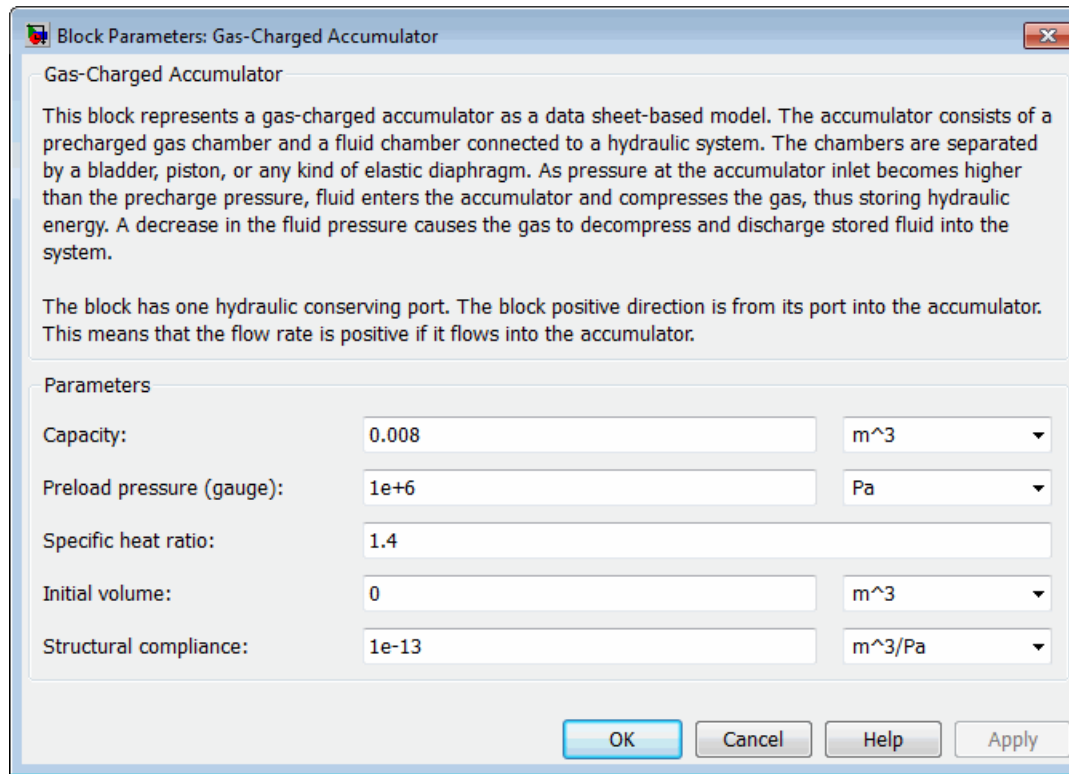 Block Parameters: Gas-Charged Accumulator
Gas-Charged Accumulator
This block represents a gas-charged accumulator as a data sheet-based model. The accumulator consists of a
precharged gas chamber and a fluid chamber connected to a hydraulic system. The chambers are separated
by a bladder, piston, or any kind of elastic diaphragm. As pressure at the accumulator inlet becomes higher
than the precharge pressure, fluid enters the accumulator and compresses the gas, thus storing hydraulic
energy. A decrease in the fluid pressure causes the gas to decompress and discharge stored fluid into the
system.
The block has one hydraulic conserving port. The block positive direction is from its port into the accumulator.
This means that the flow rate is positive if it flows into the accumulator.
Parameters
Capacity: 0.008 m^3
Preload pressure (gauge): 1e+6 Pa
Specific heat ratio: 1.4
Initial volume: 0 m^3
Structural compliance: 1e-13 m^3/Pa
OK Cancel Help Apply